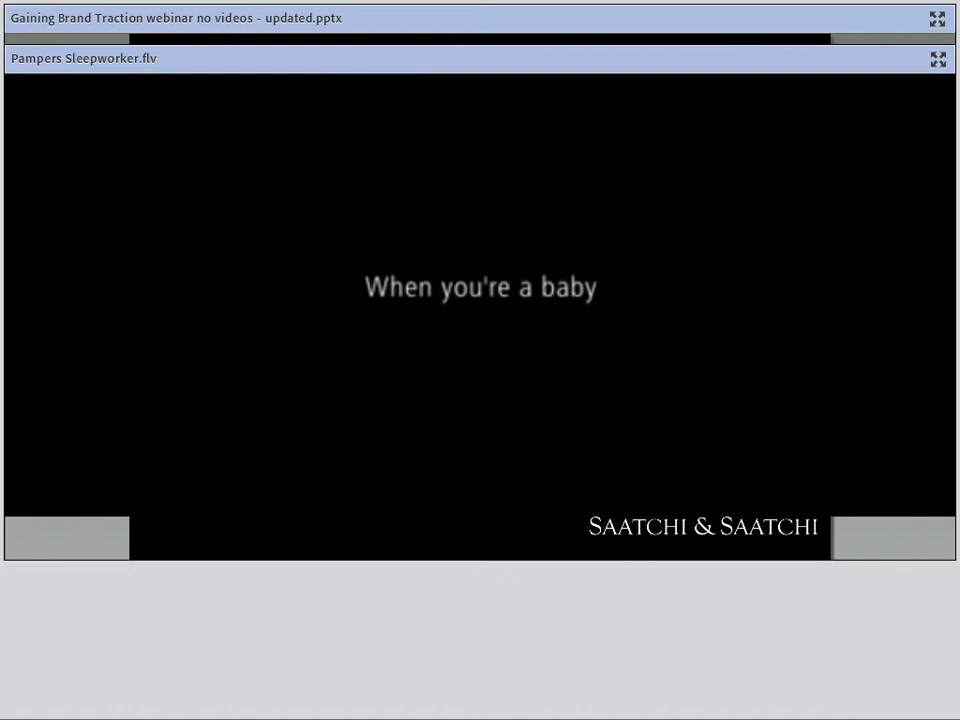 Gaining Brand Traction webinar no videos - updated.pptx
Pampers Sleepworker.flv
When you're a baby
SAATCHI & SAATCHI